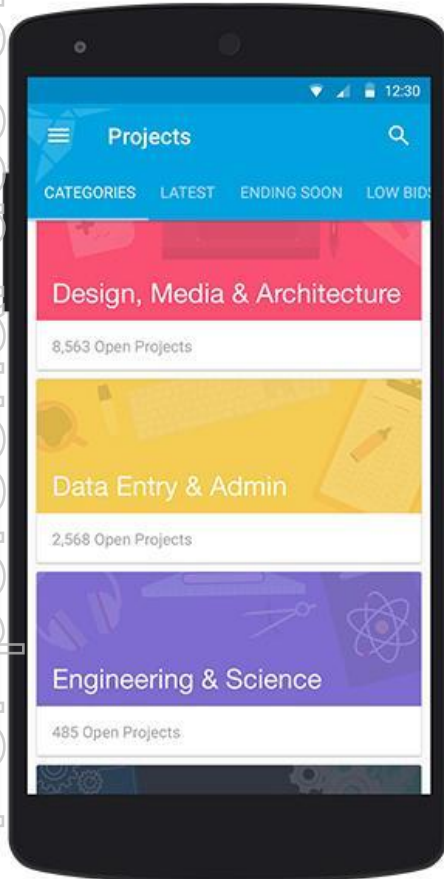 12:30
Projects
CATEGORIES LATEST ENDING SOON LOW BIDS
Design, Media & Architecture
8,563 Open Projects
Data Entry & Admin
2,568 Open Projects
Engineering & Science
485 Open Projects